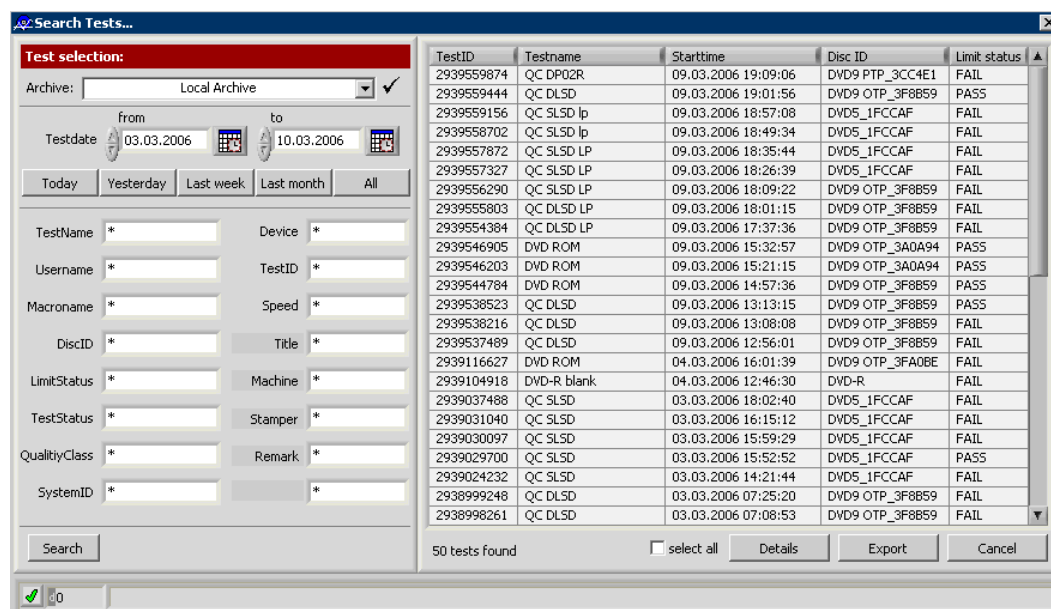 Search Tests...
Test selection:
Archive: Local Archive
from to
Testdate 03.03.2006 10.03.2006
Today Yesterday Last week Last month All
TestName * Device *
Username * TestID *
Macroname * Speed *
DiscID * Title *
LimitStatus * Machine *
TestStatus * Stamper *
QualitiyClass * Remark *
SystemID * *
Search
TestID Testname Starttime Disc ID Limit status
2939559874 QC DP02R 09.03.2006 19:09:06 DVD9 PTP_3CC4E1 FAIL
2939559444 QC DLSD 09.03.2006 19:01:56 DVD9 OTP_3F8B59 PASS
2939559156 QC SLSD lp 09.03.2006 18:57:08 DVD5_1FCCAF FAIL
2939558702 QC SLSD lp 09.03.2006 18:49:34 DVD5_1FCCAF FAIL
2939557872 QC SLSD LP 09.03.2006 18:35:44 DVD5_1FCCAF FAIL
2939557327 QC SLSD LP 09.03.2006 18:26:39 DVD5_1FCCAF FAIL
2939556290 QC SLSD LP 09.03.2006 18:09:22 DVD9 OTP_3F8B59 FAIL
2939555803 QC DLSD LP 09.03.2006 18:01:15 DVD9 OTP_3F8B59 FAIL
2939554384 QC DLSD LP 09.03.2006 17:37:36 DVD9 OTP_3F8B59 FAIL
2939546905 DVD ROM 09.03.2006 15:32:57 DVD9 OTP_3A0A94 PASS
2939546203 DVD ROM 09.03.2006 15:21:15 DVD9 OTP_3A0A94 PASS
2939544784 DVD ROM 09.03.2006 14:57:36 DVD9 OTP_3F8B59 PASS
2939538523 QC DLSD 09.03.2006 13:13:15 DVD9 OTP_3F8B59 FAIL
2939538216 QC DLSD 09.03.2006 13:08:08 DVD9 OTP_3F8B59 FAIL
2939537489 QC DLSD 09.03.2006 12:56:01 DVD9 OTP_3F8B59 FAIL
2939116627 DVD ROM 04.03.2006 16:01:39 DVD9 OTP_3FA0BE FAIL
2939104918 DVD-R blank 04.03.2006 12:46:30 DVD-R FAIL
2939037488 QC SLSD 03.03.2006 18:02:40 DVD5_1FCCAF FAIL
2939031040 QC SLSD 03.03.2006 16:15:12 DVD5_1FCCAF FAIL
2939030097 QC SLSD 03.03.2006 15:59:29 DVD5_1FCCAF FAIL
2939029700 QC SLSD 03.03.2006 15:52:52 DVD5_1FCCAF PASS
2939024232 QC SLSD 03.03.2006 14:21:44 DVD5_1FCCAF FAIL
2938999248 QC DLSD 03.03.2006 07:25:20 DVD9 OTP_3F8B59 FAIL
2938998261 QC DLSD 03.03.2006 07:08:53 DVD9 OTP_3F8B59 FAIL
50 tests found select all Details Export Cancel
d0